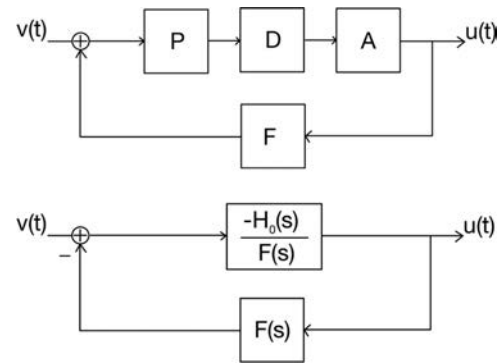 v(t) P D A u(t)
F
v(t) -H₀(s) u(t)
F(s)
–
F(s)